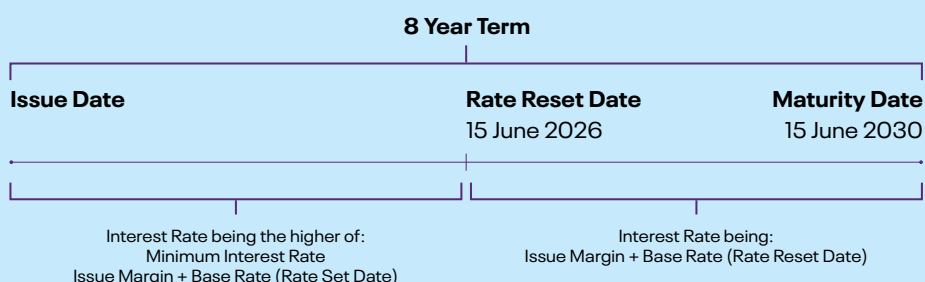 8 Year Term
Issue Date
Rate Reset Date
15 June 2026
Maturity Date
15 June 2030
Interest Rate being the higher of:
Minimum Interest Rate
Issue Margin + Base Rate (Rate Set Date)
Interest Rate being:
Issue Margin + Base Rate (Rate Reset Date)